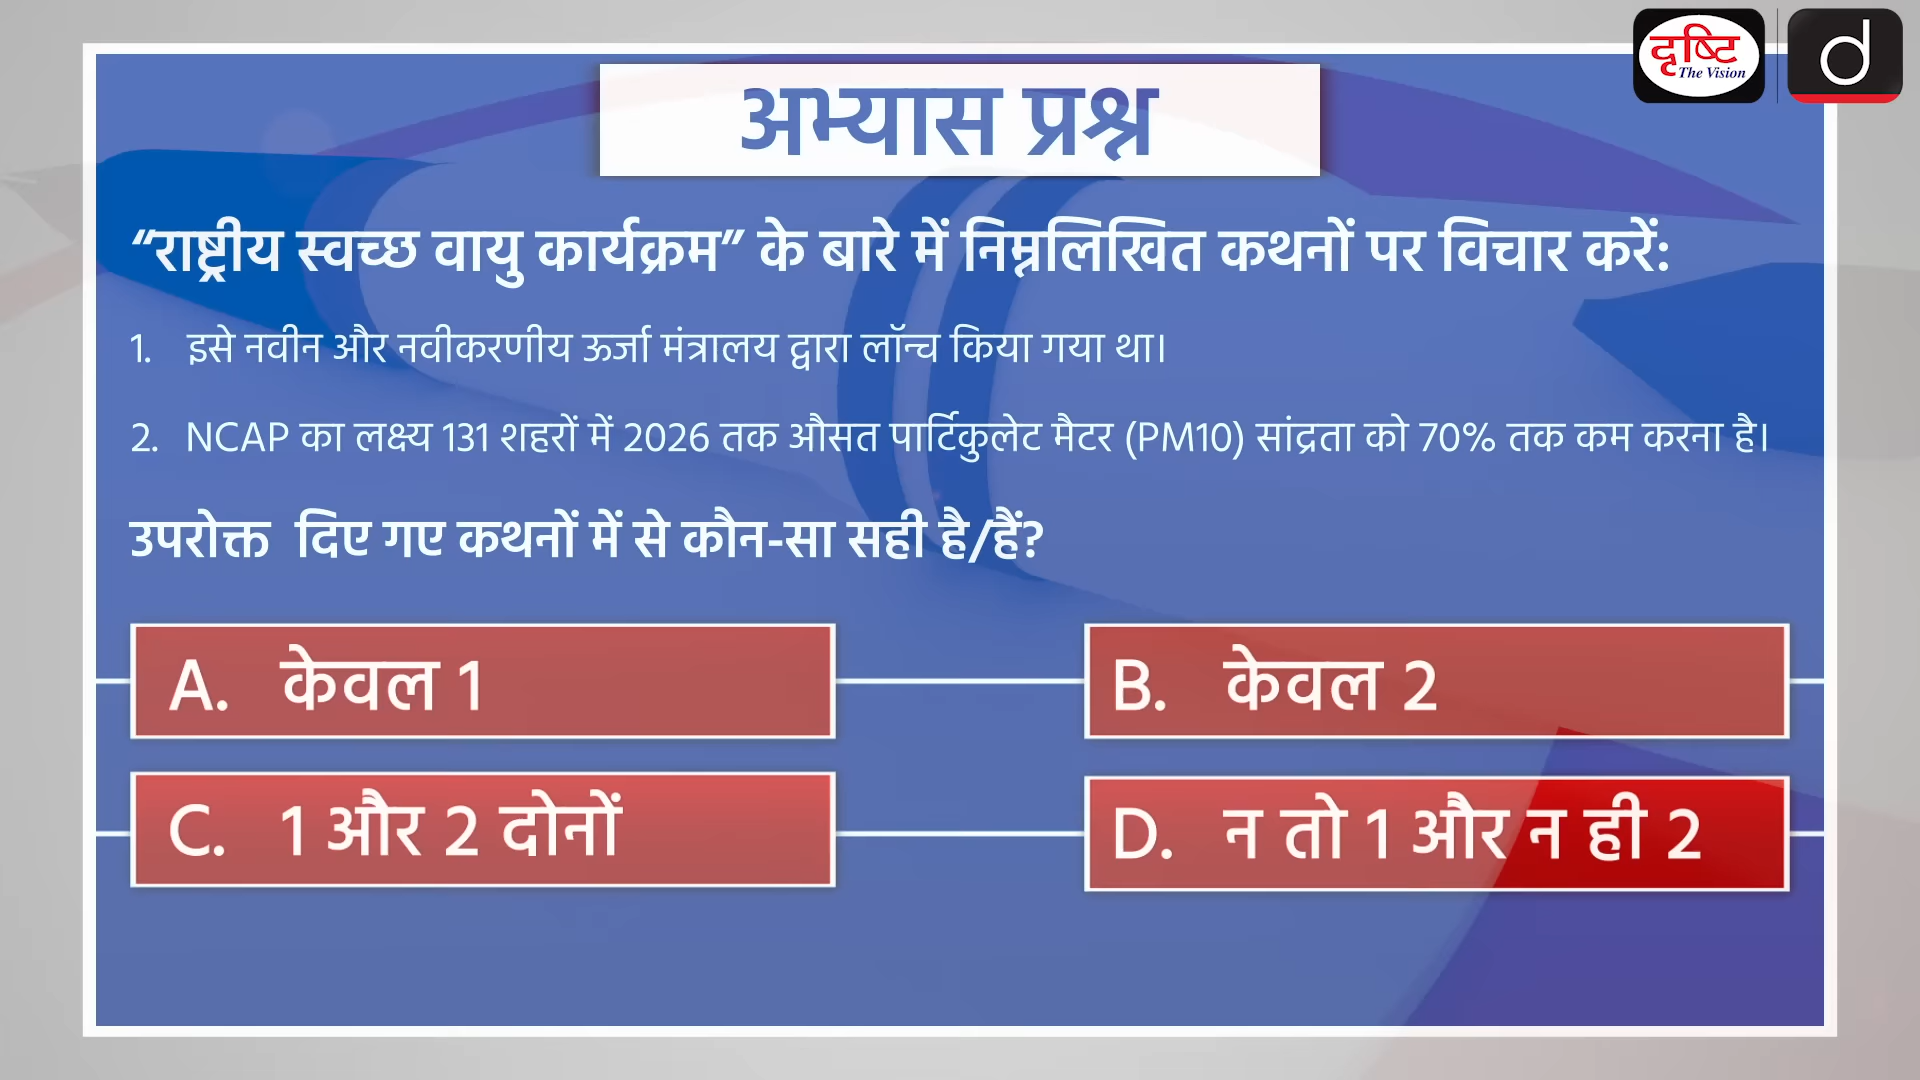 दृष्टि
The Vision
d
अभ्यास प्रश्न
“राष्ट्रीय स्वच्छ वायु कार्यक्रम” के बारे में निम्नलिखित कथनों पर विचार करें:
1. इसे नवीन और नवीकरणीय ऊर्जा मंत्रालय द्वारा लॉन्च किया गया था।
2. NCAP का लक्ष्य 131 शहरों में 2026 तक औसत पार्टिकुलेट मैटर (PM10) सांद्रता को 70% तक कम करना है।
उपरोक्त दिए गए कथनों में से कौन-सा सही है/हैं?
A. केवल 1
B. केवल 2
C. 1 और 2 दोनों
D. न तो 1 और न ही 2